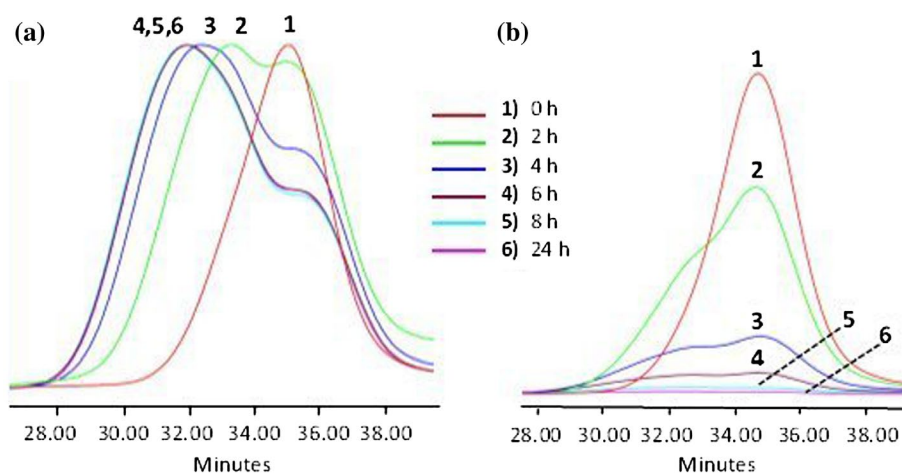 (a)
4,5,6 3 2 1
1) 0 h
2) 2 h
3) 4 h
4) 6 h
5) 8 h
6) 24 h
28.00 30.00 32.00 34.00 36.00 38.00
Minutes
(b)
1
2
3
4
5
6
28.00 30.00 32.00 34.00 36.00 38.00
Minutes